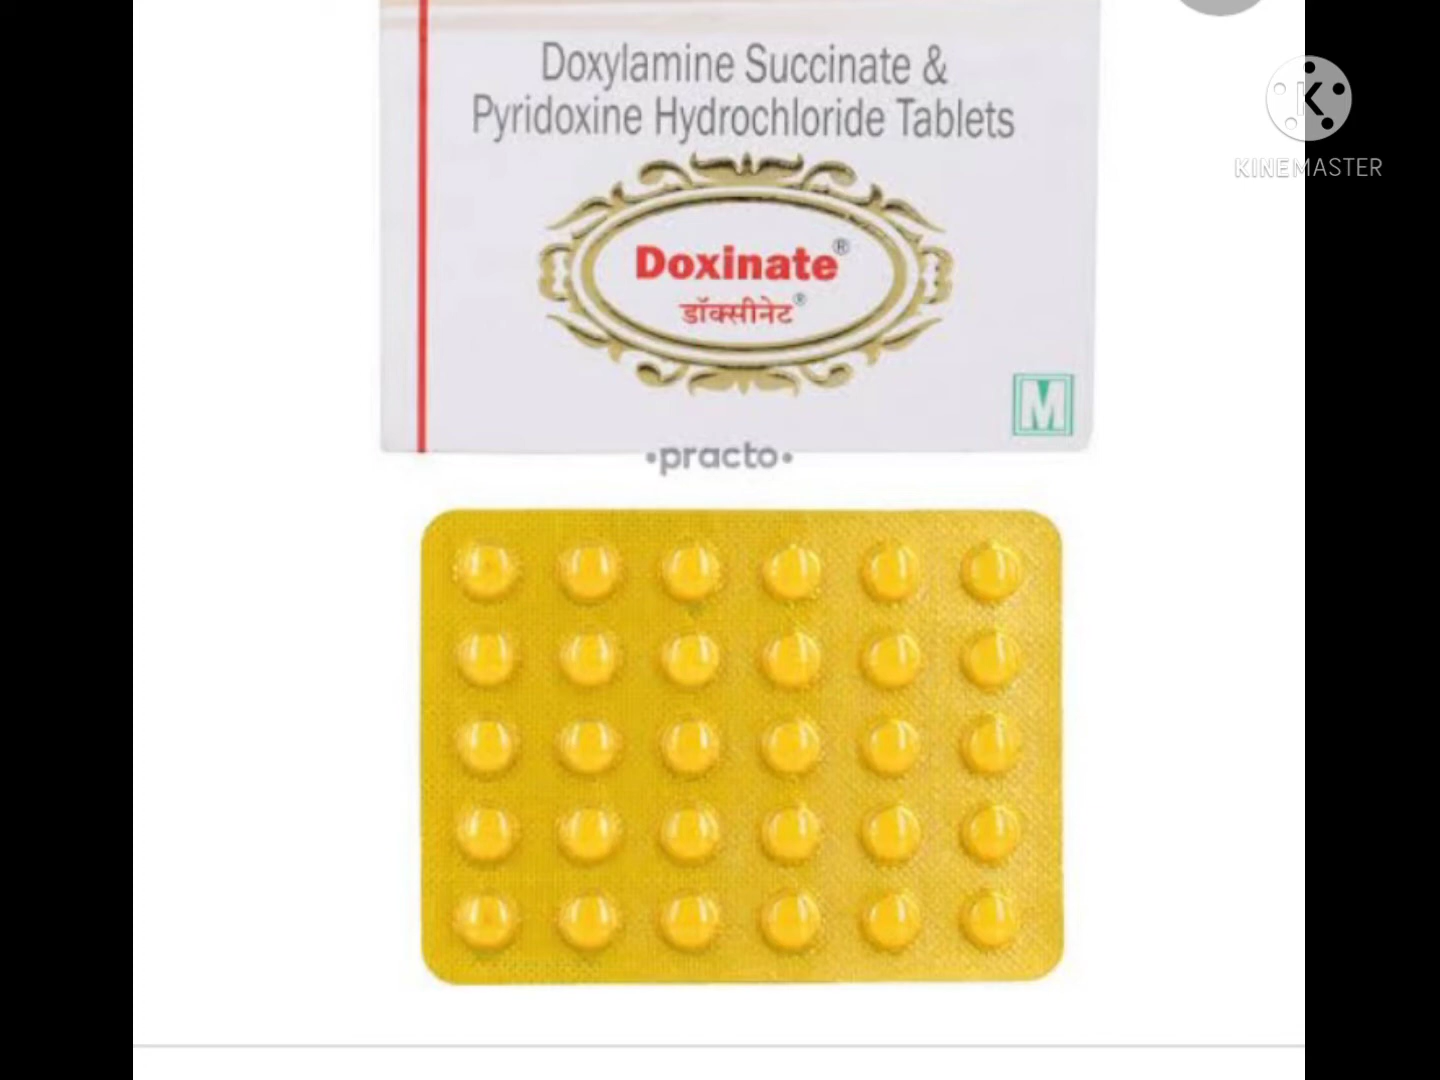 Doxylamine Succinate &
Pyridoxine Hydrochloride Tablets
Doxinate®
डॉक्सीनेट®
M
•practo•
K
KINEMASTER